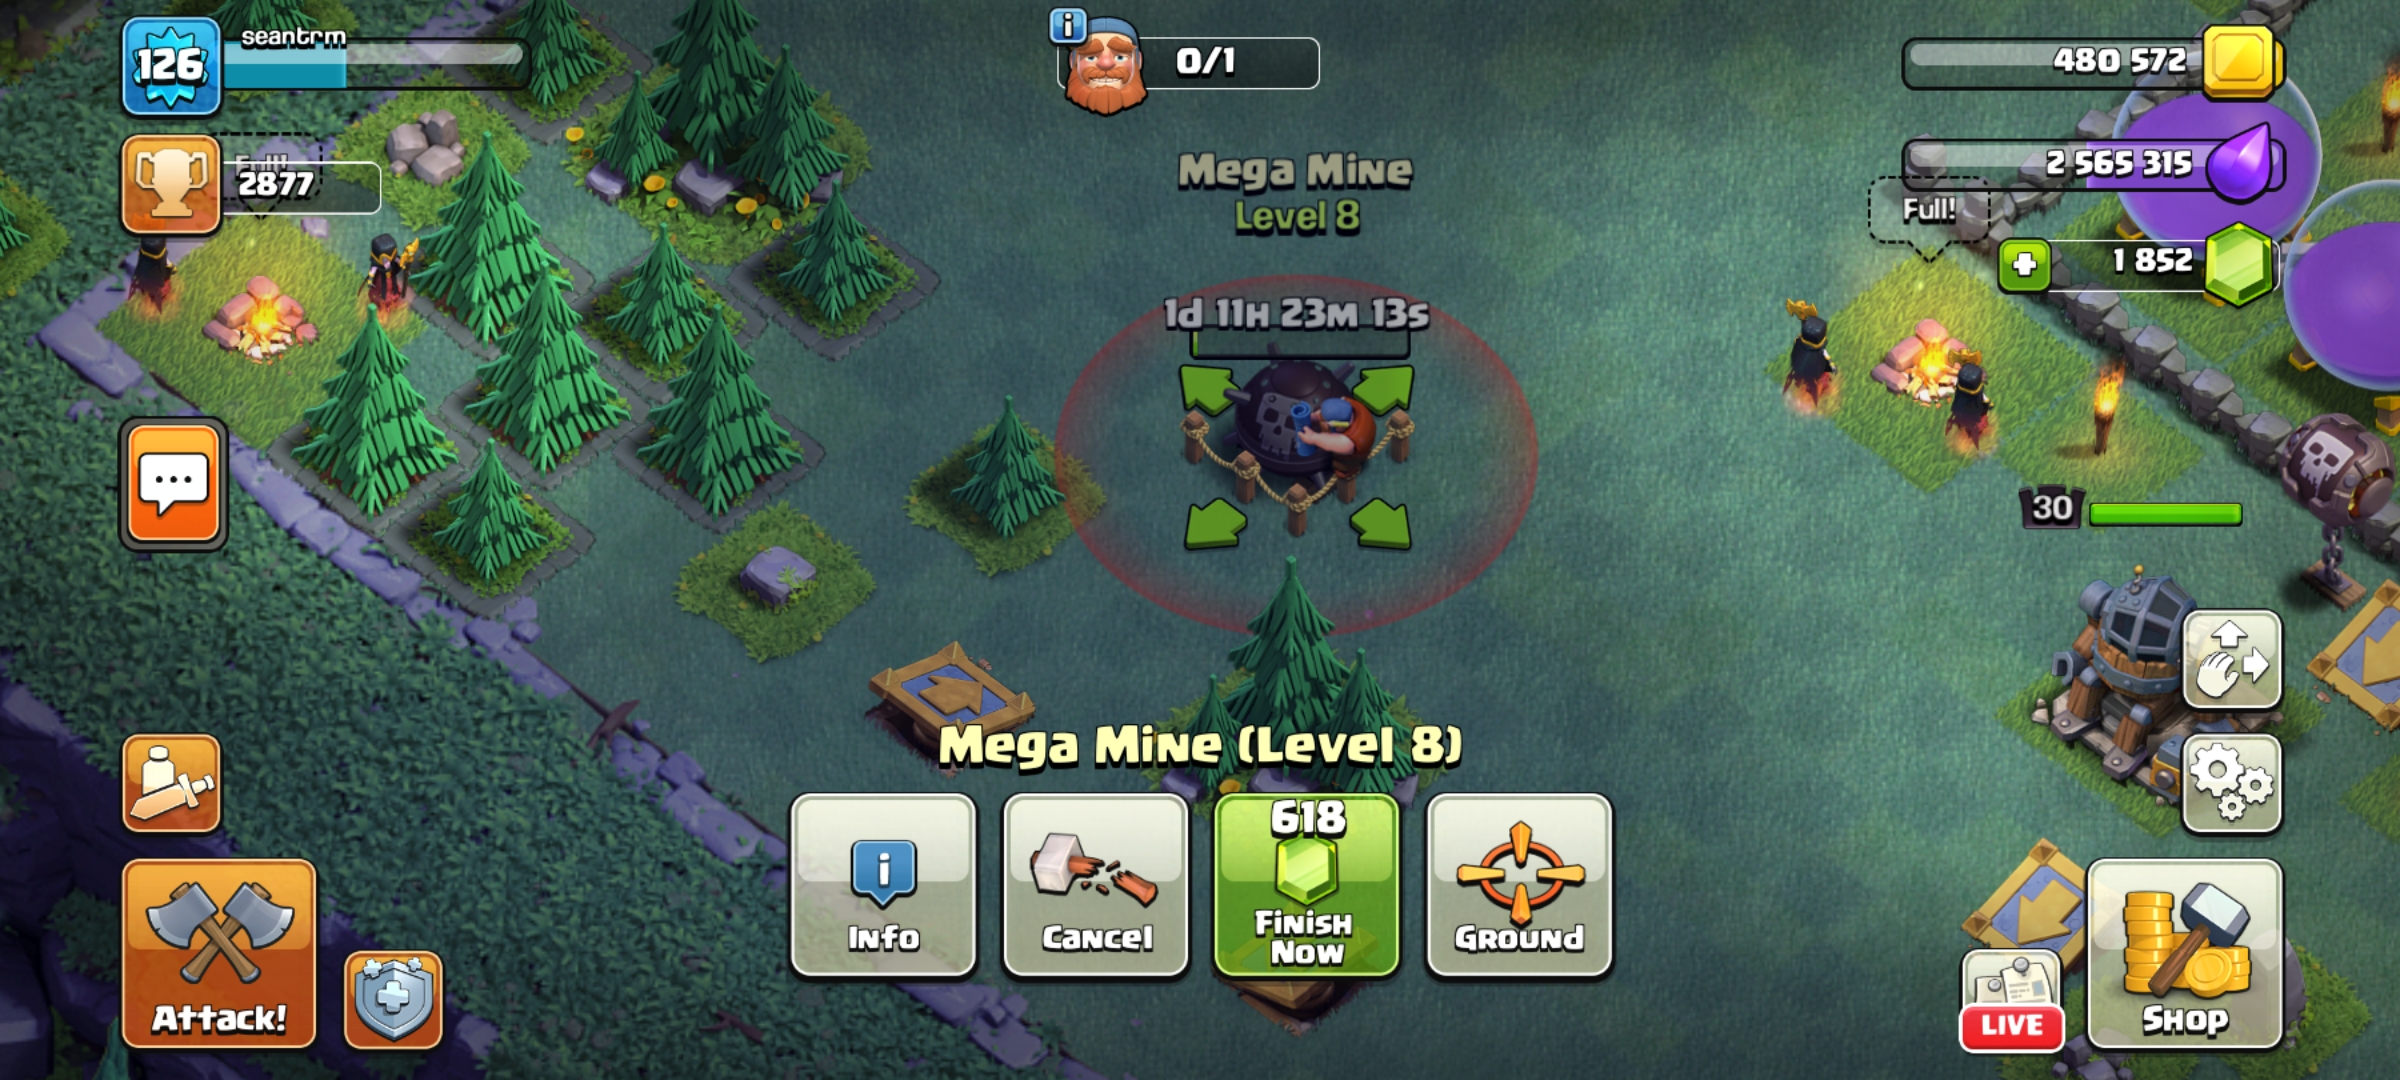 126
seantrm
0/1
480 572
Full!
2877
Mega Mine
Level 8
2 565 315
Full!
1 852
1d 11H 23M 13s
30
Mega Mine (Level 8)
Info
Cancel
618
Finish
Now
Ground
Attack!
LIVE
Shop